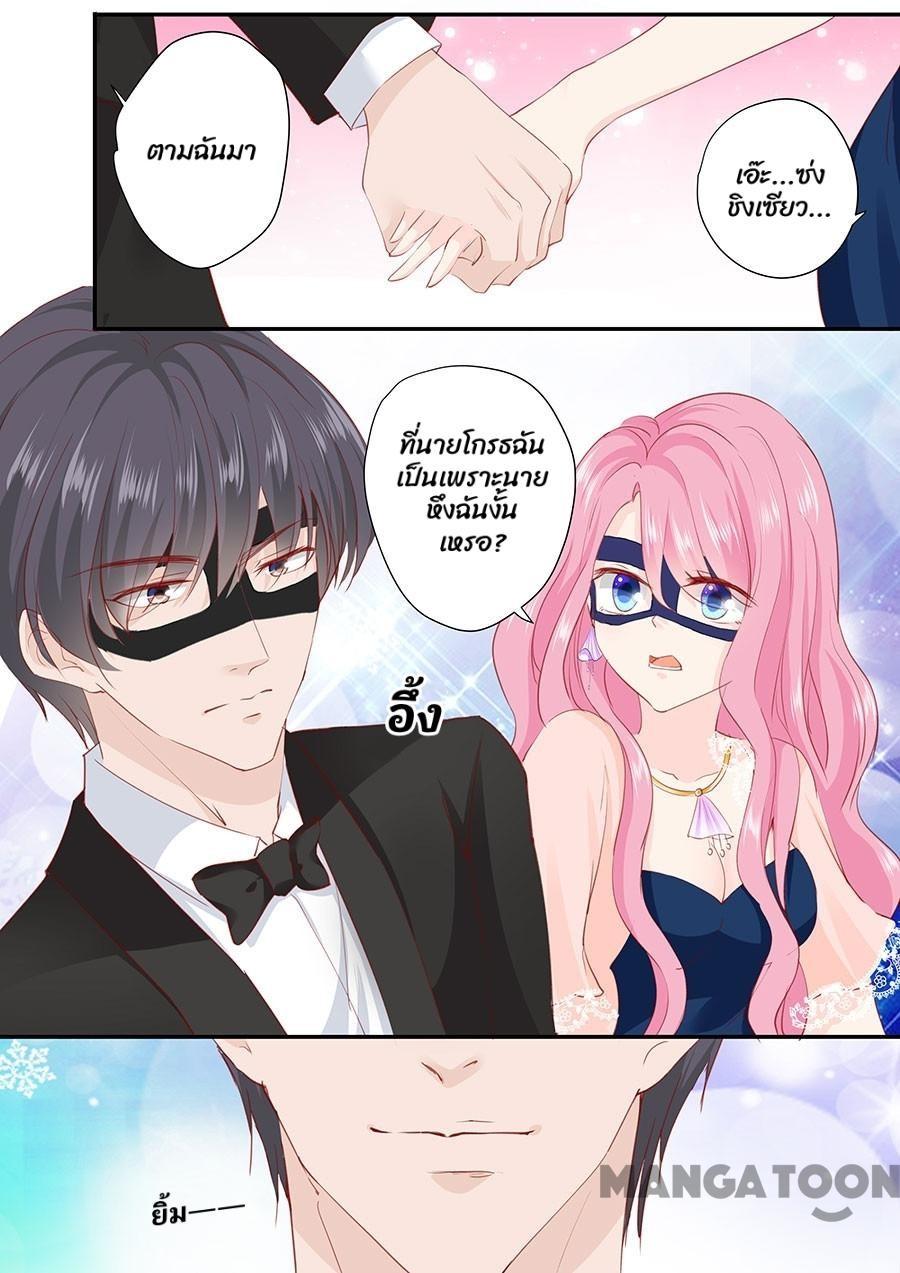 ตามฉันมา
เอ๊ะ...ซ่ง
ชิงเซียว...
ที่นายโกรธฉัน
เป็นเพราะนาย
หึงฉันงั้น
เหรอ?
อึ้ง
ยิ้ม——
MANGA TOON